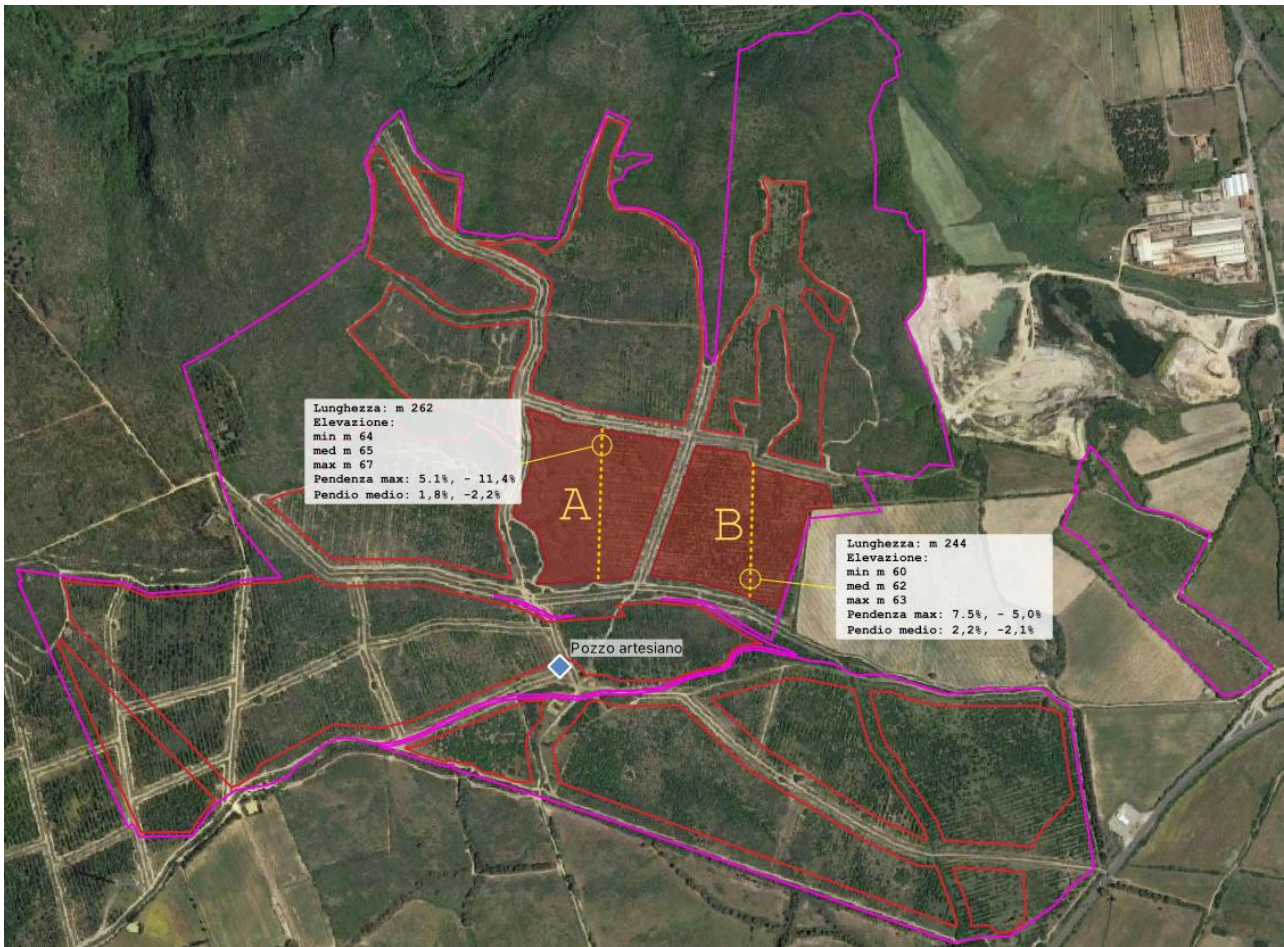 Lunghezza: m 262
Elevazione:
min m 64
med m 65
max m 67
Pendenza max: 5.1%, - 11,4%
Pendio medio: 1,8%, -2,2%
A
B
Lunghezza: m 244
Elevazione:
min m 60
med m 62
max m 63
Pendenza max: 7.5%, - 5,0%
Pendio medio: 2,2%, -2,1%
Pozzo artesiano